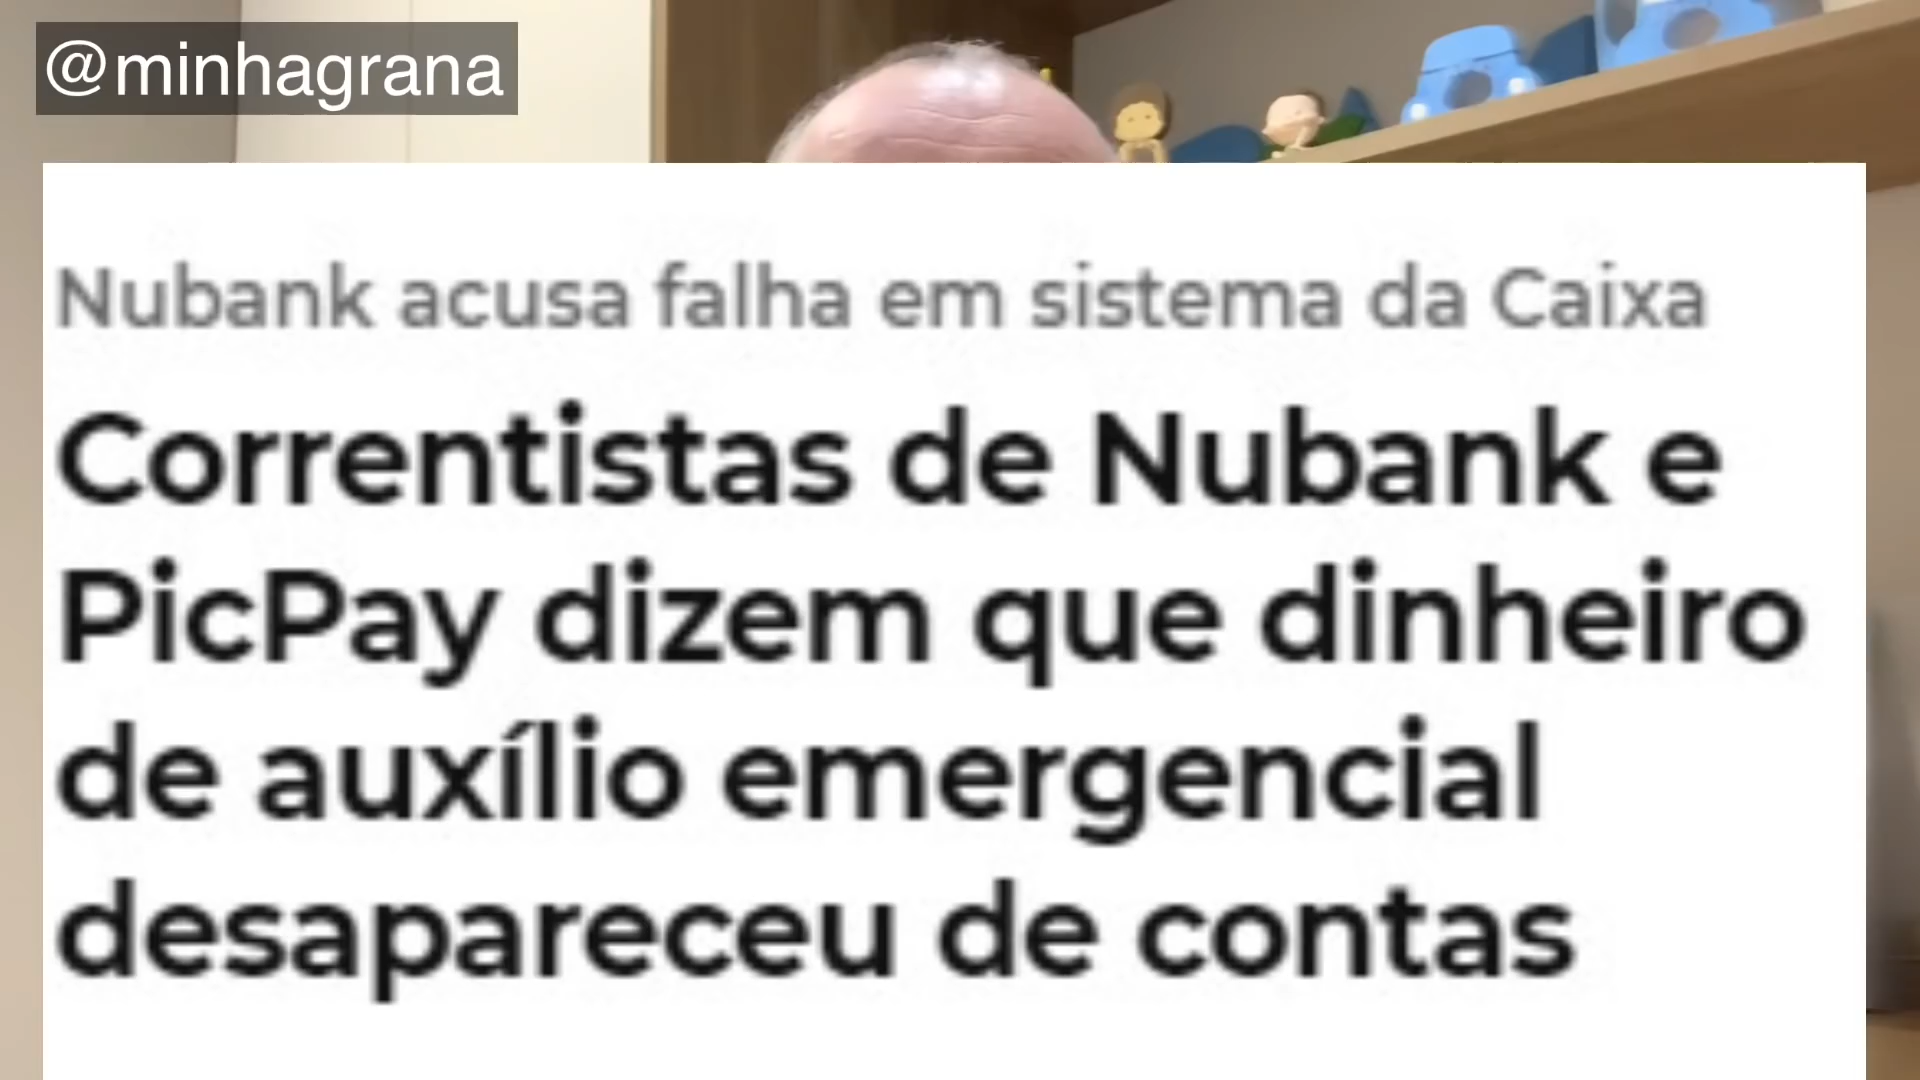 @minhagrana
Nubank acusa falha em sistema da Caixa
Correntistas de Nubank e
PicPay dizem que dinheiro
de auxílio emergencial
desapareceu de contas